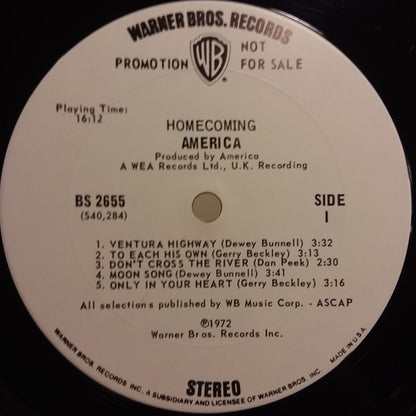 WARNER BROS. RECORDS
PROMOTION WB NOT FOR SALE
®
Playing Time:
16:12
HOMECOMING
AMERICA
Produced by America
A WEA Records Ltd., U.K. Recording
BS 2655 SIDE
(S40,284) 1
1. VENTURA HIGHWAY (Dewey Bunnell) 3:32
2. TO EACH HIS OWN (Gerry Beckley) 3:13
3. DON'T CROSS THE RIVER (Dan Peek) 2:30
4. MOON SONG (Dewey Bunnell) 3:41
5. ONLY IN YOUR HEART (Gerry Beckley) 3:16
All selections published by WB Music Corp. - ASCAP
℗1972
Warner Bros. Records Inc.
WARNER BROS. RECORDS INC. A SUBSIDIARY AND LICENSEE OF WARNER BROS. INC.
MADE IN U.S.A.
STEREO